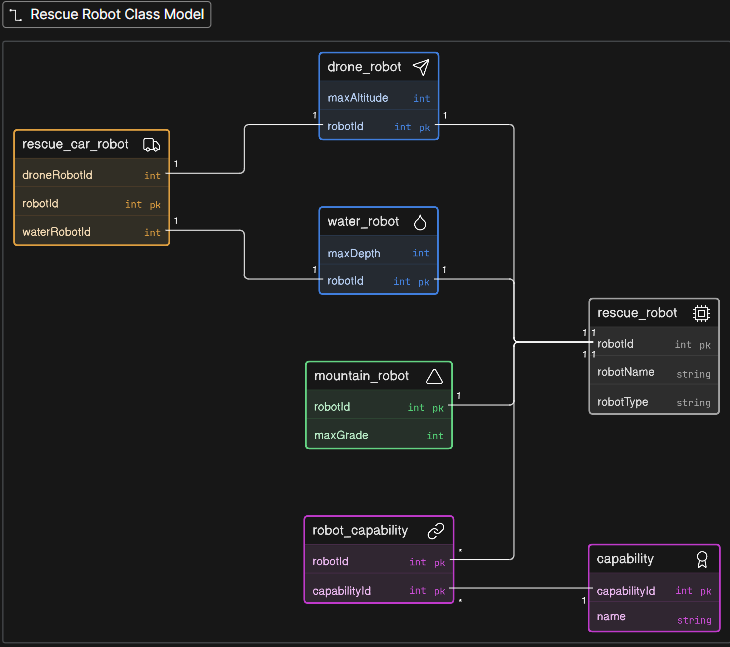 Rescue Robot Class Model
drone_robot
maxAltitude int
robotId int pk
1
1
rescue_car_robot
droneRobotId int
robotId int pk
waterRobotId int
1
1
water_robot
maxDepth int
robotId int pk
1
1
rescue_robot
robotId int pk
robotName string
robotType string
1 1
1 1
mountain_robot
robotId int pk
maxGrade int
1
robot_capability
robotId int pk
capabilityId int pk
*
*
capability
capabilityId int pk
name string
1